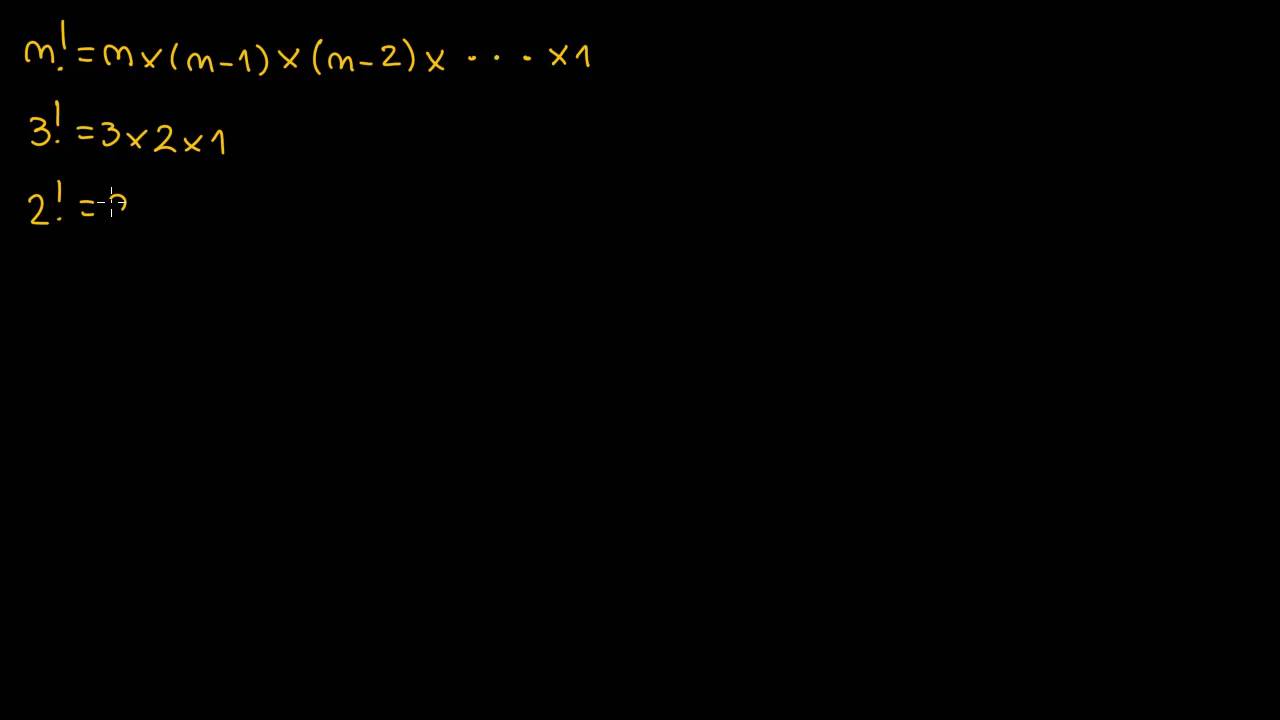 m! = m × (m-1) × (m-2) × . . . × 1
3! = 3 × 2 × 1
2! =